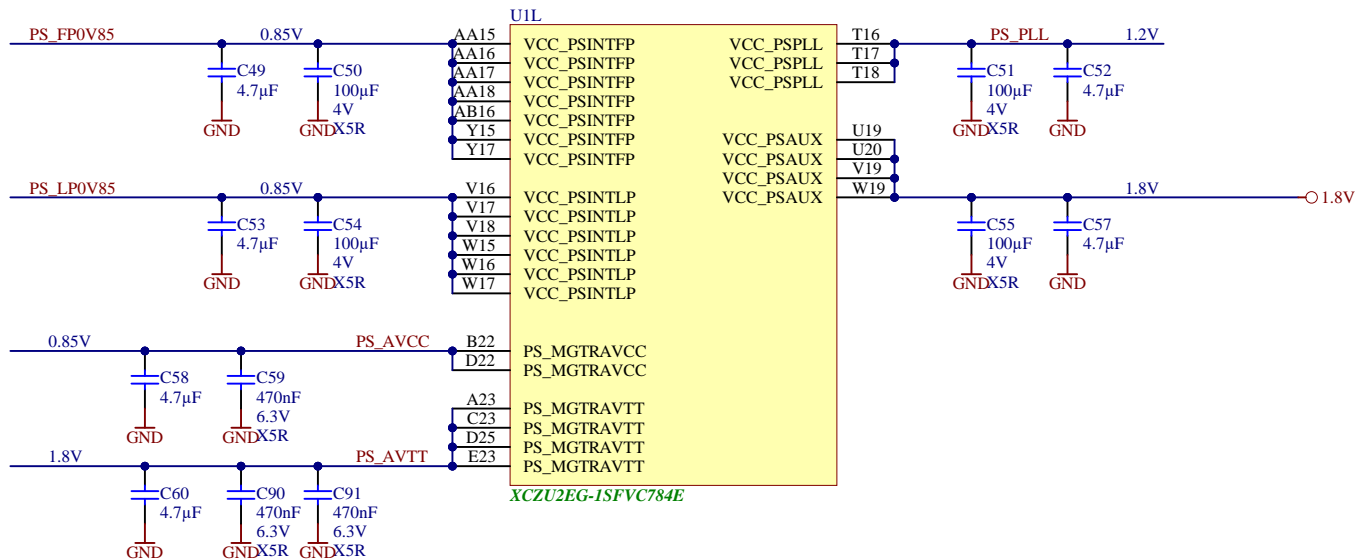 U1L
PS_FP0V85
0.85V
AA15
VCC_PSINTFP
AA16
VCC_PSINTFP
AA17
VCC_PSINTFP
AA18
VCC_PSINTFP
AB16
VCC_PSINTFP
Y15
VCC_PSINTFP
Y17
VCC_PSINTFP
C49
4.7µF
GND
C50
100µF
4V
X5R
GND
VCC_PSPLL
T16
VCC_PSPLL
T17
VCC_PSPLL
T18
PS_PLL
1.2V
C51
100µF
4V
X5R
GND
C52
4.7µF
GND
VCC_PSAUX
U19
VCC_PSAUX
U20
VCC_PSAUX
V19
VCC_PSAUX
W19
1.8V
1.8V
C55
100µF
4V
X5R
GND
C57
4.7µF
GND
PS_LP0V85
0.85V
V16
VCC_PSINTLP
V17
VCC_PSINTLP
V18
VCC_PSINTLP
W15
VCC_PSINTLP
W16
VCC_PSINTLP
W17
VCC_PSINTLP
C53
4.7µF
GND
C54
100µF
4V
X5R
GND
0.85V
PS_AVCC
B22
PS_MGTRAVCC
D22
PS_MGTRAVCC
C58
4.7µF
GND
C59
470nF
6.3V
X5R
GND
A23
PS_MGTRAVTT
C23
PS_MGTRAVTT
D25
PS_MGTRAVTT
E23
PS_MGTRAVTT
1.8V
PS_AVTT
C60
4.7µF
GND
C90
470nF
6.3V
X5R
GND
C91
470nF
6.3V
X5R
GND
XCZU2EG-1SFVC784E